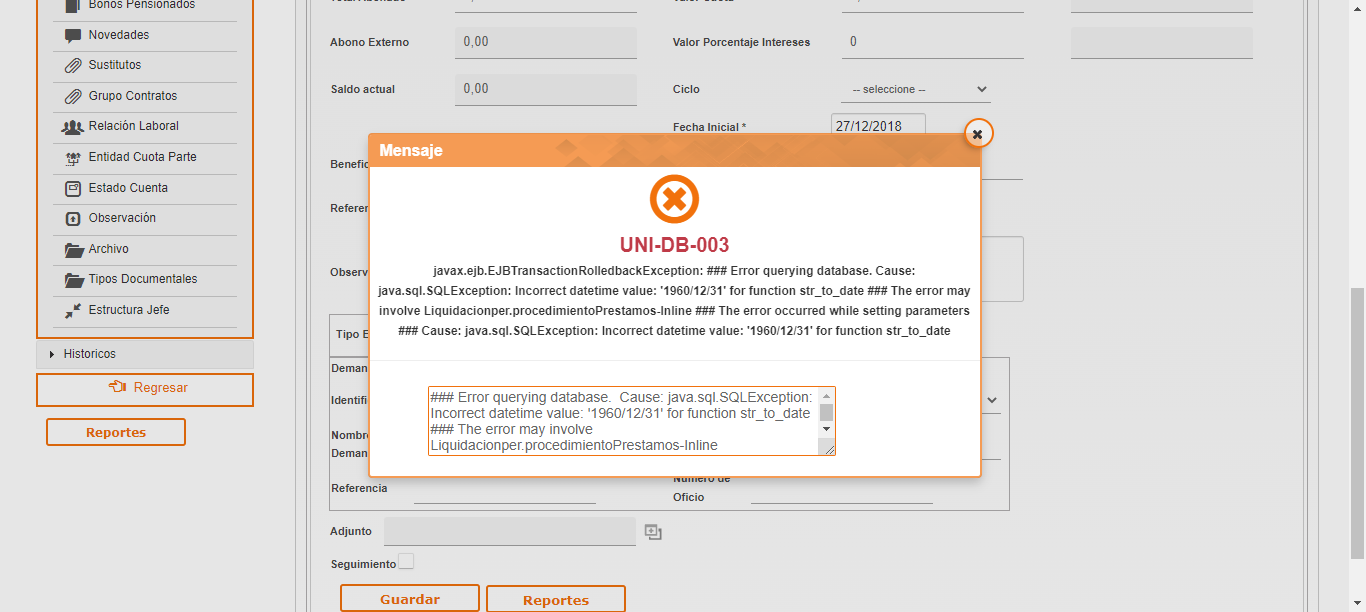 Bonos Pensionados
Novedades
Sustitutos
Grupo Contratos
Relación Laboral
Entidad Cuota Parte
Estado Cuenta
Observación
Archivo
Tipos Documentales
Estructura Jefe
Historicos
Regresar
Reportes
Abono Externo 0,00 Valor Porcentaje Intereses 0
Saldo actual 0,00 Ciclo -- seleccione --
Fecha Inicial * 27/12/2018
Mensaje
UNI-DB-003
javax.ejb.EJBTransactionRolledbackException: ### Error querying database. Cause:
java.sql.SQLException: Incorrect datetime value: '1960/12/31' for function str_to_date ### The error may
involve Liquidacionper.procedimientoPrestamos-Inline ### The error occurred while setting parameters
### Cause: java.sql.SQLException: Incorrect datetime value: '1960/12/31' for function str_to_date
### Error querying database. Cause: java.sql.SQLException:
Incorrect datetime value: '1960/12/31' for function str_to_date
### The error may involve
Liquidacionper.procedimientoPrestamos-Inline
Benefic
Referen
Observ
Tipo E
Deman
Identifi
Nombr
Deman
Referencia
Número de
Oficio
Adjunto
Seguimiento
Guardar
Reportes